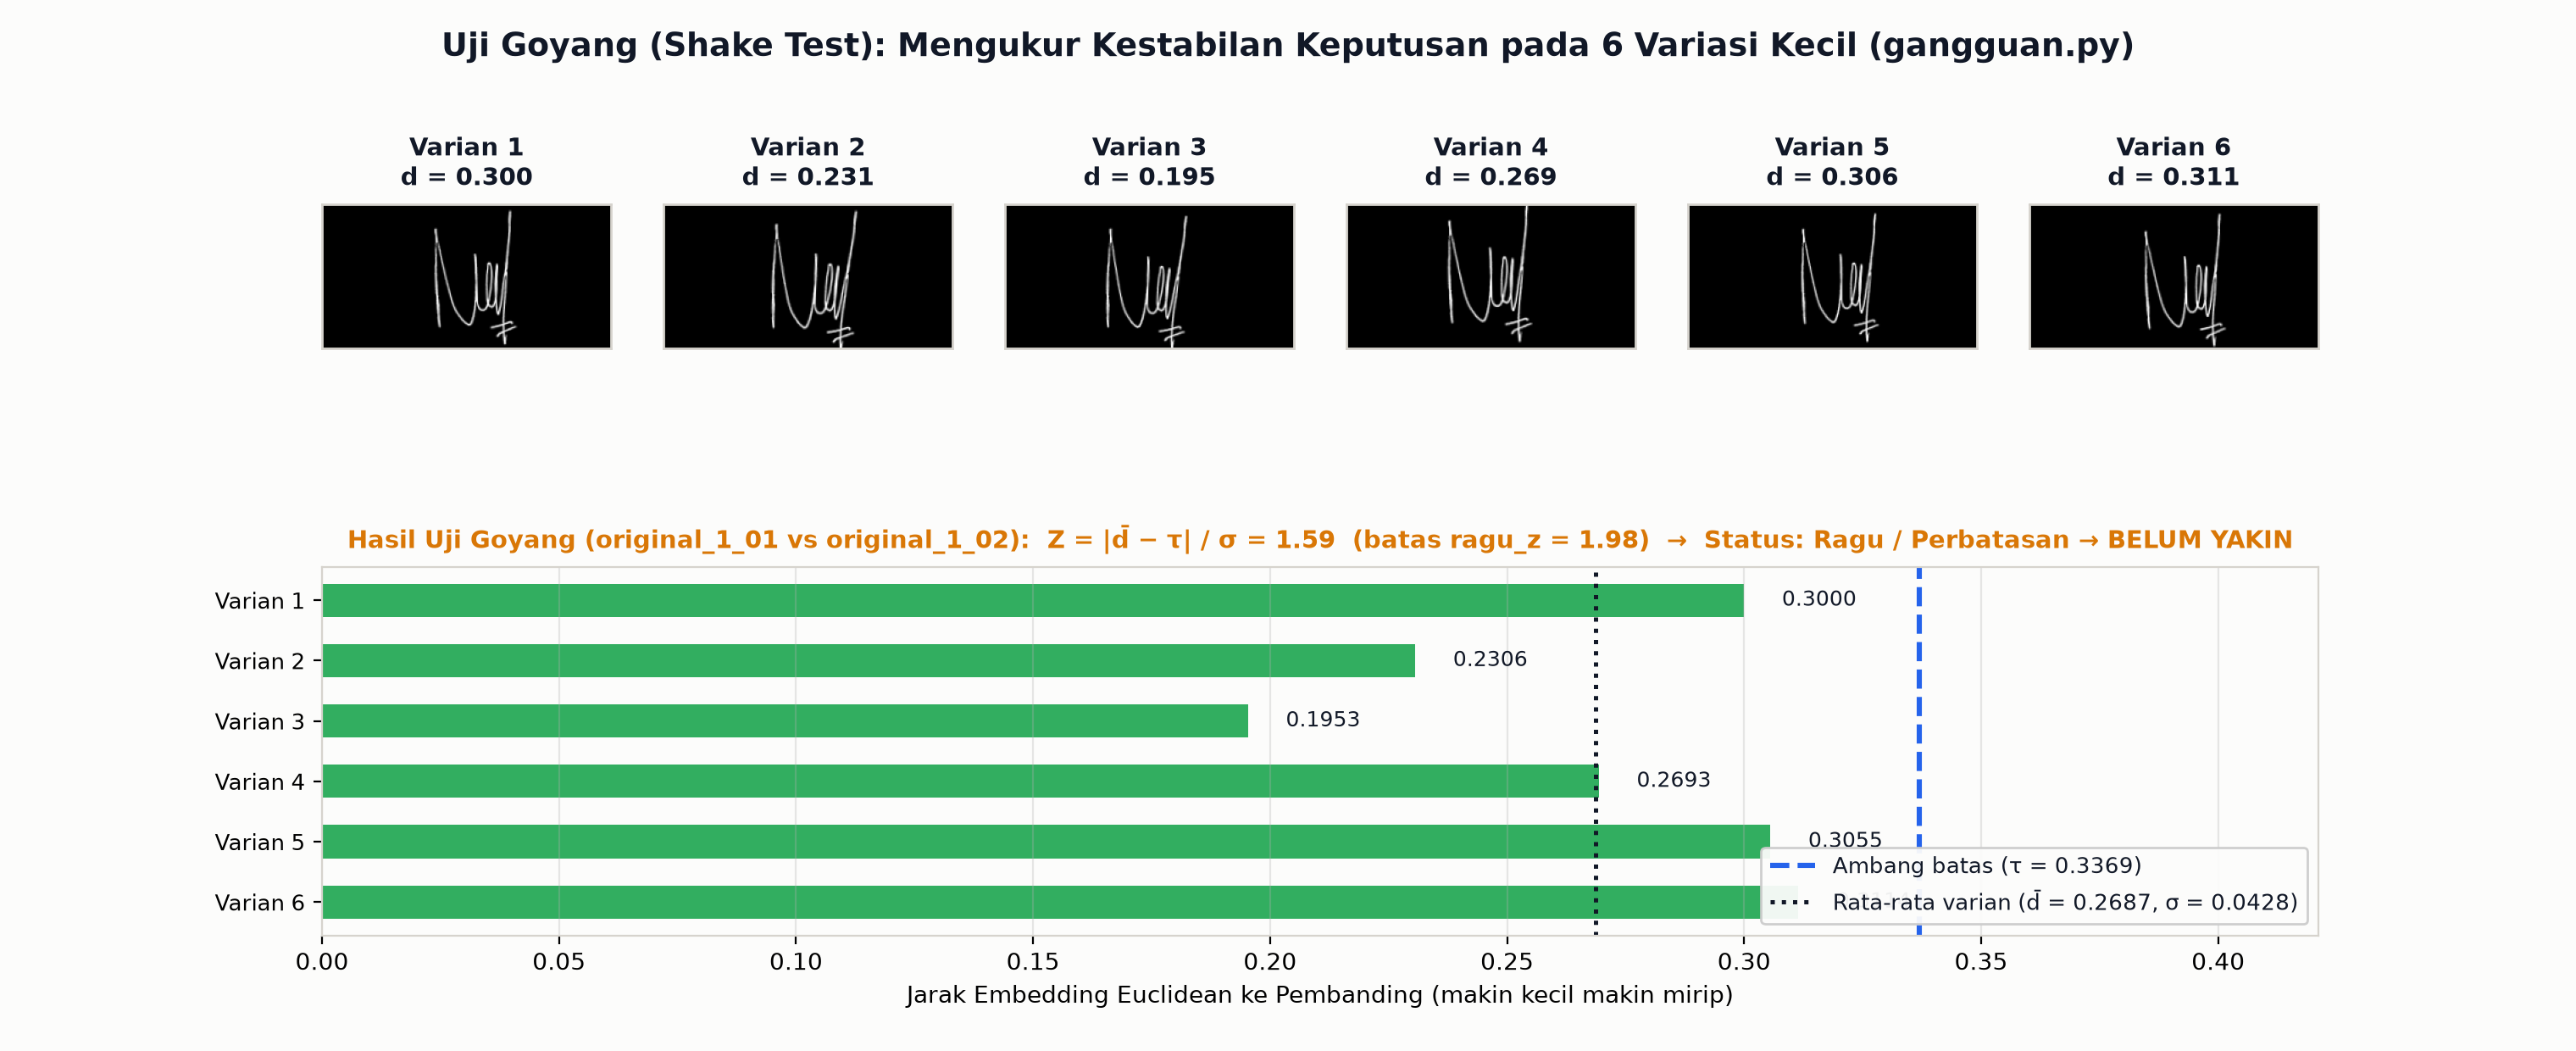 Uji Goyang (Shake Test): Mengukur Kestabilan Keputusan pada 6 Variasi Kecil (gangguan.py)
Varian 1
d = 0.300
Varian 2
d = 0.231
Varian 3
d = 0.195
Varian 4
d = 0.269
Varian 5
d = 0.306
Varian 6
d = 0.311
Hasil Uji Goyang (original_1_01 vs original_1_02): Z = |d̄ − τ| / σ = 1.59 (batas ragu_z = 1.98) → Status: Ragu / Perbatasan → BELUM YAKIN
Varian 1
0.3000
Varian 2
0.2306
Varian 3
0.1953
Varian 4
0.2693
Varian 5
0.3055
Varian 6
Ambang batas (τ = 0.3369)
Rata-rata varian (d̄ = 0.2687, σ = 0.0428)
0.00 0.05 0.10 0.15 0.20 0.25 0.30 0.35 0.40
Jarak Embedding Euclidean ke Pembanding (makin kecil makin mirip)